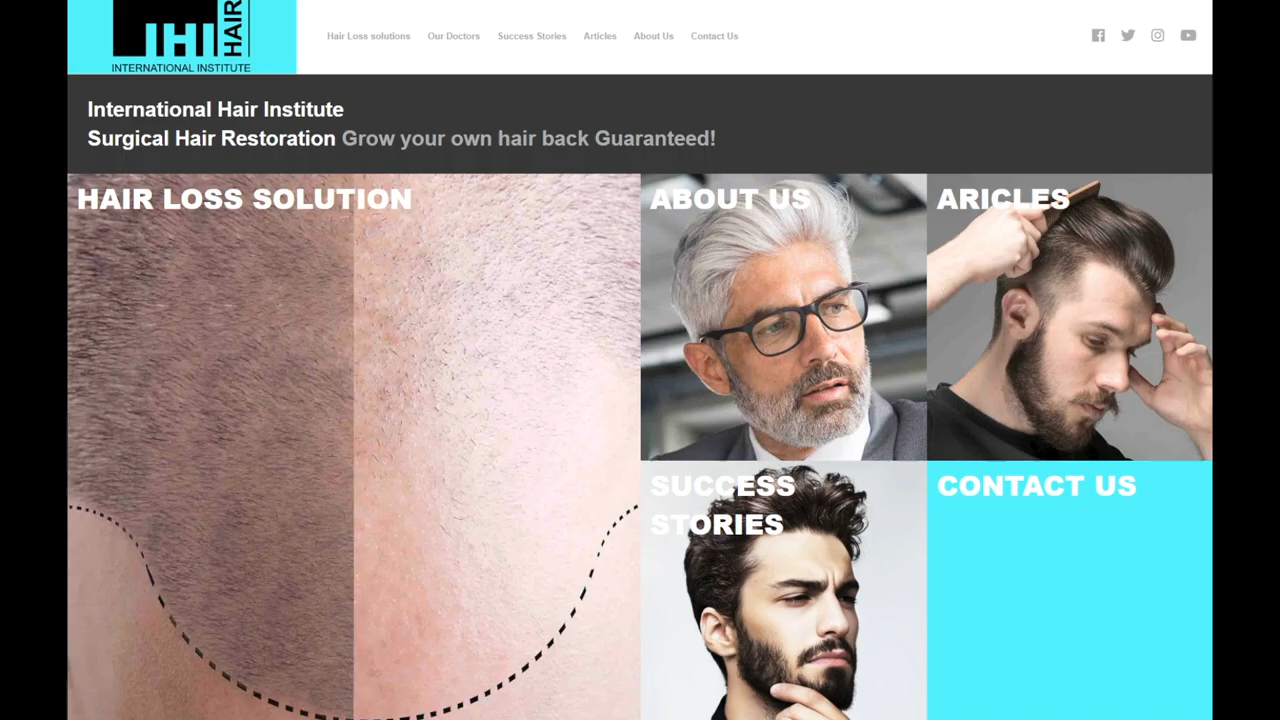 IHI HAIR
INTERNATIONAL INSTITUTE
Hair Loss solutions Our Doctors Success Stories Articles About Us Contact Us
International Hair Institute
Surgical Hair Restoration Grow your own hair back Guaranteed!
HAIR LOSS SOLUTION
ABOUT US
ARICLES
SUCCESS
STORIES
CONTACT US